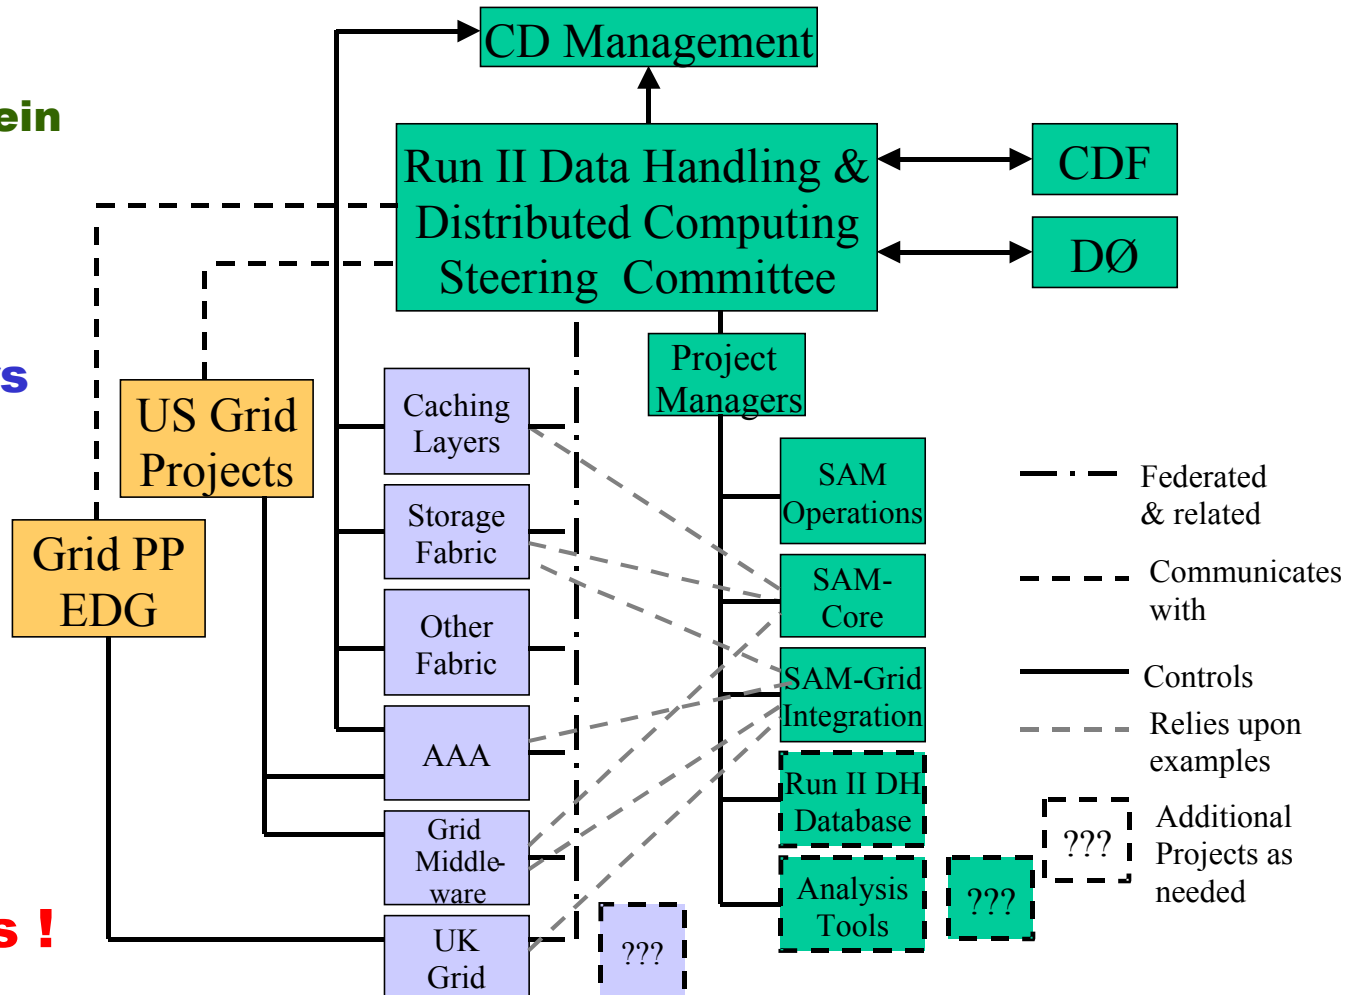 CD Management
ein
Run II Data Handling &
Distributed Computing
Steering Committee
CDF
DØ
Project
Managers
US Grid
Projects
Grid PP
EDG
Caching
Layers
Storage
Fabric
Other
Fabric
AAA
Grid
Middle-
ware
UK
Grid
???
SAM
Operations
SAM-
Core
SAM-Grid
Integration
Run II DH
Database
Analysis
Tools
???
Federated
& related
Communicates
with
Controls
Relies upon
examples
???
Additional
Projects as
needed
s !